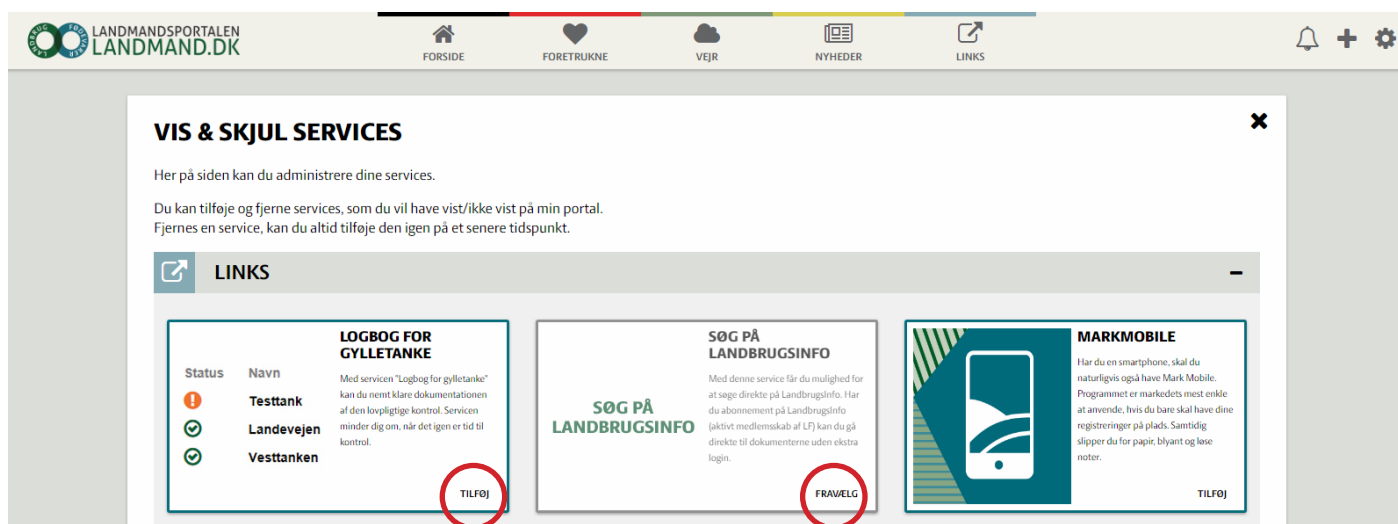 LANDBRUG FØDEVARER
LANDMANDSPORTALEN
LANDMAND.DK
FORSIDE
FORETRUKNE
VEJR
NYHEDER
LINKS
VIS & SKJUL SERVICES
Her på siden kan du administrere dine services.
Du kan tilføje og fjerne services, som du vil have vist/ikke vist på min portal.
Fjernes en service, kan du altid tilføje den igen på et senere tidspunkt.
LINKS
Status Navn
Testtank
Landevejen
Vesttanken
LOGBOG FOR
GYLLETANKE
Med servicen "Logbog for gylletanke"
kan du nemt klare dokumentationen
af den lovpligtige kontrol. Servicen
minder dig om, når det igen er tid til
kontrol.
TILFØJ
SØG PÅ
LANDBRUGSINFO
SØG PÅ
LANDBRUGSINFO
Med denne service får du mulighed for
at søge direkte på LandbrugsInfo. Har
du abonnement på LandbrugsInfo
(aktivt medlemsskab af LF) kan du gå
direkte til dokumenterne uden ekstra
login.
FRAVÆLG
MARKMOBILE
Har du en smartphone, skal du
naturligvis også have Mark Mobile.
Programmet er markedets mest enkle
at anvende, hvis du bare skal have dine
registreringer på plads. Samtidig
slipper du for papir, blyant og løse
noter.
TILFØJ